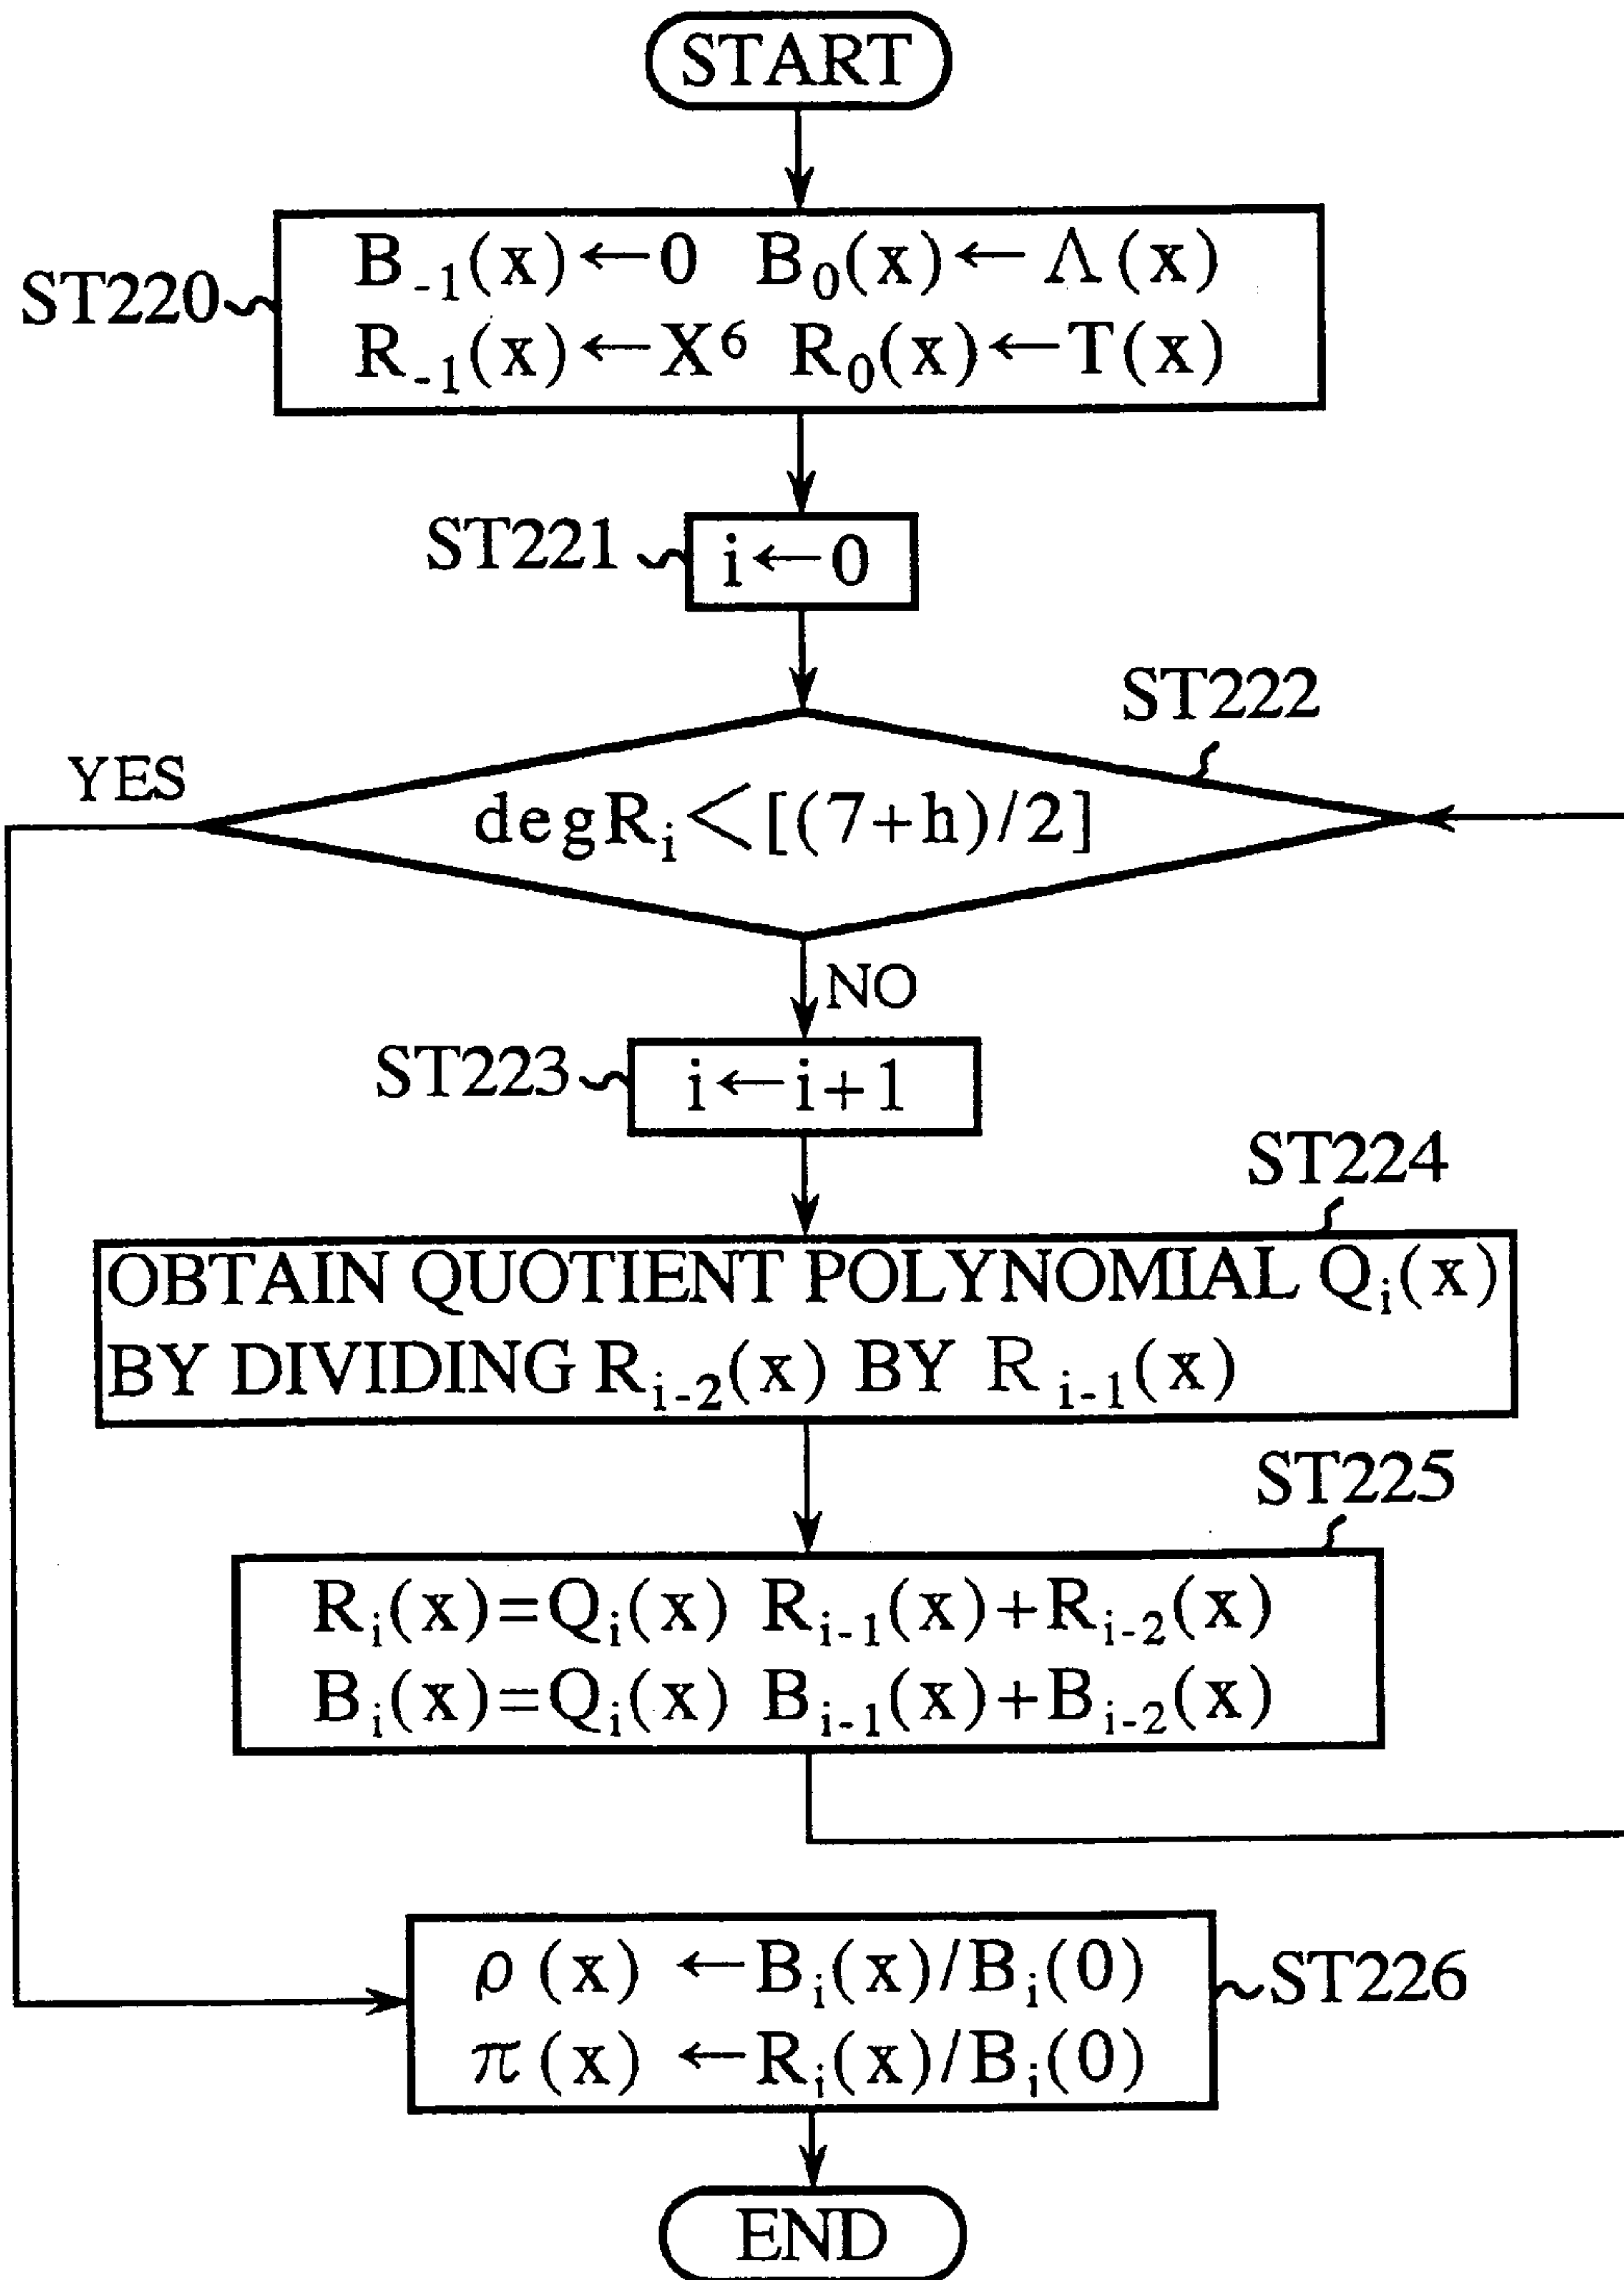 START
ST220
B₋₁(x)←0 B₀(x)←Λ(x)
R₋₁(x)←X⁶ R₀(x)←T(x)
ST221
i←0
ST222
YES
degRᵢ<[(7+h)/2]
NO
ST223
i←i+1
ST224
OBTAIN QUOTIENT POLYNOMIAL Qᵢ(x)
BY DIVIDING Rᵢ₋₂(x) BY Rᵢ₋₁(x)
ST225
Rᵢ(x)=Qᵢ(x) Rᵢ₋₁(x)+Rᵢ₋₂(x)
Bᵢ(x)=Qᵢ(x) Bᵢ₋₁(x)+Bᵢ₋₂(x)
ρ(x) ←Bᵢ(x)/Bᵢ(0)
ST226
π(x) ←Rᵢ(x)/Bᵢ(0)
END